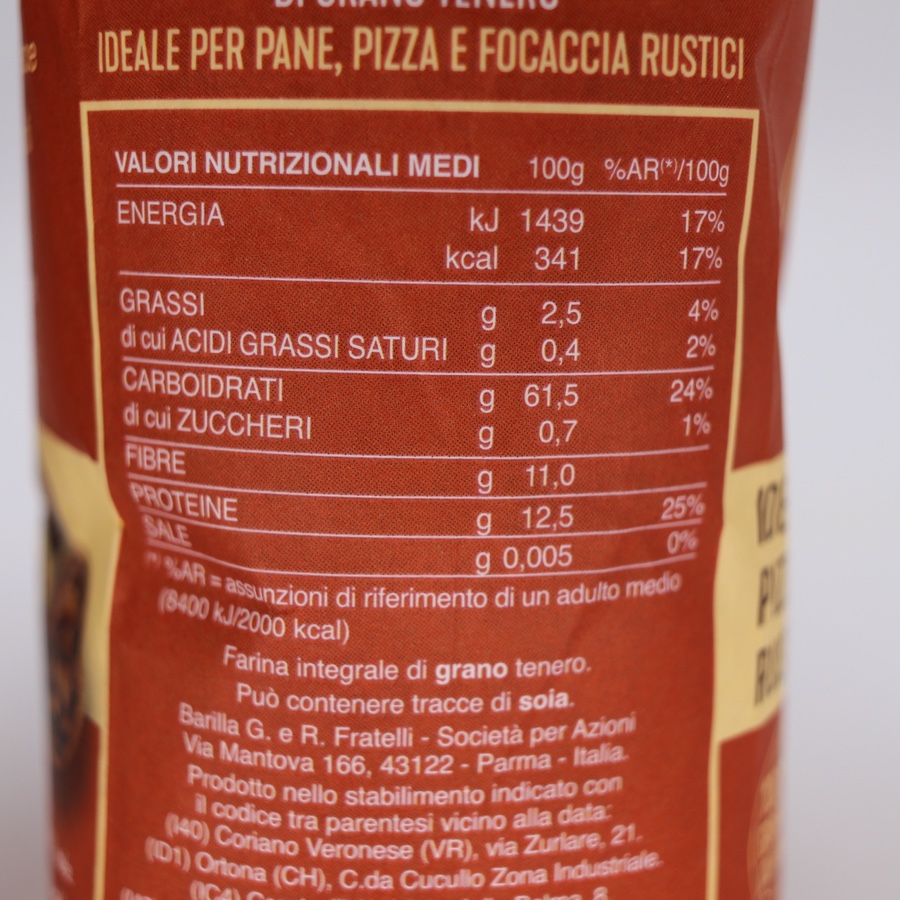 DI GRANO TENERO
IDEALE PER PANE, PIZZA E FOCACCIA RUSTICI
VALORI NUTRIZIONALI MEDI 100g %AR(*)/100g
ENERGIA kJ 1439 17%
kcal 341 17%
GRASSI g 2,5 4%
di cui ACIDI GRASSI SATURI g 0,4 2%
CARBOIDRATI g 61,5 24%
di cui ZUCCHERI g 0,7 1%
FIBRE g 11,0
PROTEINE g 12,5 25%
SALE g 0,005 0%
(*) %AR = assunzioni di riferimento di un adulto medio
(8400 kJ/2000 kcal)
Farina integrale di grano tenero.
Può contenere tracce di soia.
Barilla G. e R. Fratelli - Società per Azioni
Via Mantova 166, 43122 - Parma - Italia.
Prodotto nello stabilimento indicato con
il codice tra parentesi vicino alla data:
(I40) Coriano Veronese (VR), via Zurlare, 21.
(ID1) Ortona (CH), C.da Cucullo Zona Industriale.